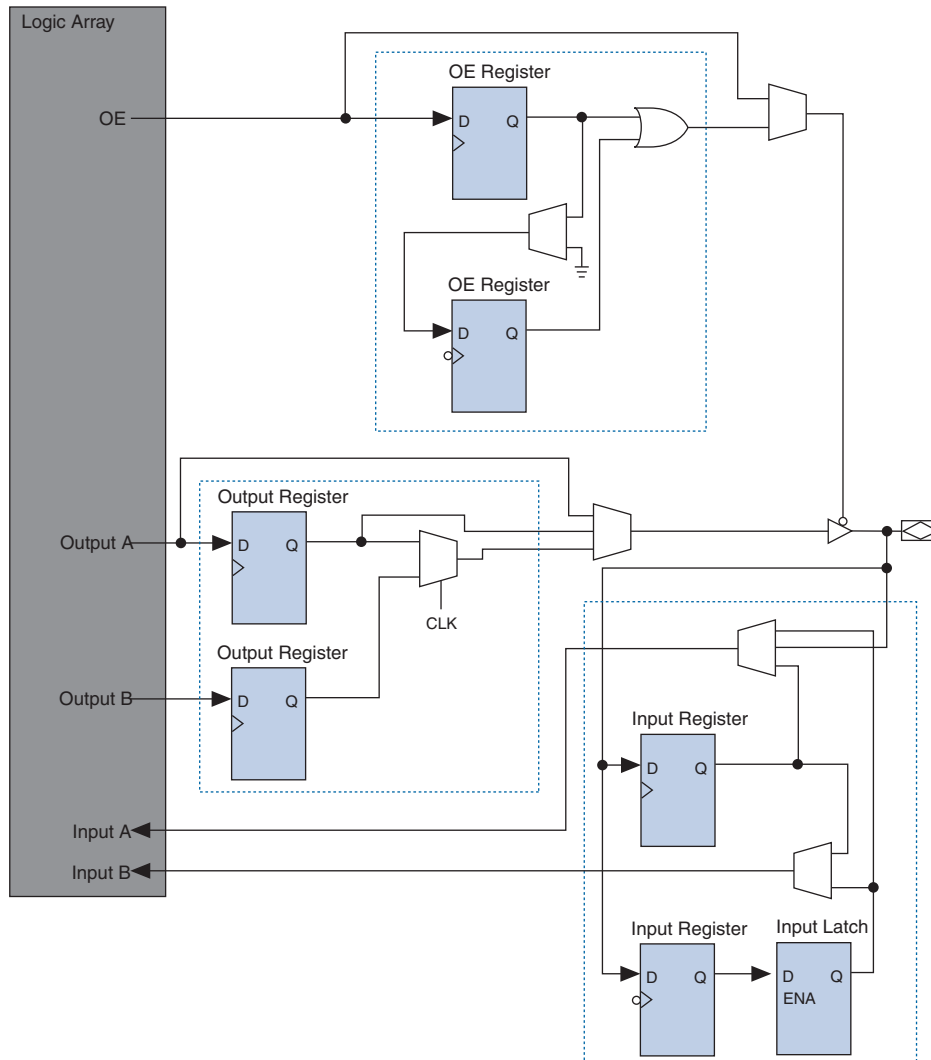 Logic Array
OE Register
OE
D Q
OE Register
D Q
Output Register
Output A
D Q
CLK
Output Register
Output B
D Q
Input Register
D Q
Input A
Input B
Input Register
Input Latch
D Q
D Q
ENA